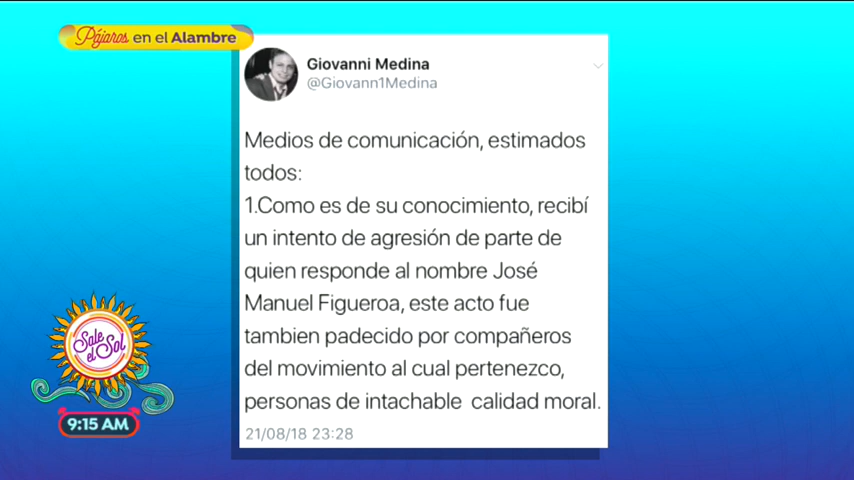 Pájaros en el Alambre
Giovanni Medina
@Giovann1Medina
Medios de comunicación, estimados
todos:
1.Como es de su conocimiento, recibí
un intento de agresión de parte de
quien responde al nombre José
Manuel Figueroa, este acto fue
tambien padecido por compañeros
del movimiento al cual pertenezco,
personas de intachable calidad moral.
21/08/18 23:28
Sale
el Sol
9:15 AM